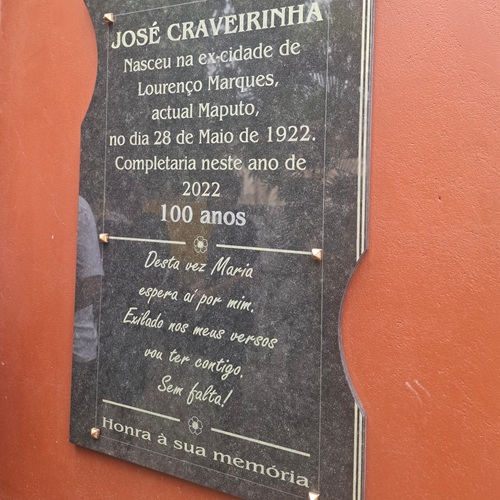 JOSÉ CRAVEIRINHA
Nasceu na ex-cidade de
Lourenço Marques,
actual Maputo,
no dia 28 de Maio de 1922.
Completaria neste ano de
2022
100 anos
Desta vez Maria
espera aí por mim.
Exilado nos meus versos
vou ter contigo.
Sem falta!
Honra à sua memória